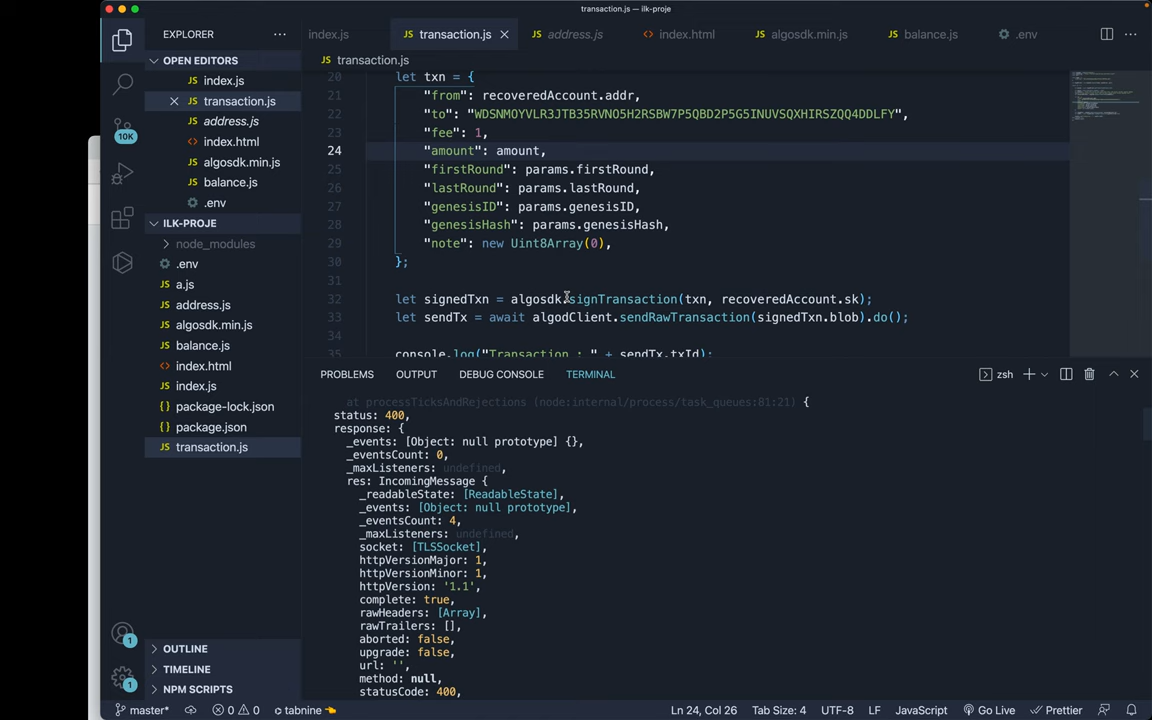 transaction.js — ilk-proje
EXPLORER
index.js
transaction.js
address.js
index.html
algosdk.min.js
balance.js
.env
OPEN EDITORS
index.js
transaction.js
address.js
index.html
algosdk.min.js
balance.js
.env
10K
ILK-PROJE
node_modules
.env
a.js
address.js
algosdk.min.js
balance.js
index.html
index.js
package-lock.json
package.json
transaction.js
OUTLINE
TIMELINE
NPM SCRIPTS
1
1
transaction.js
20 let txn = {
21 "from": recoveredAccount.addr,
22 "to": "WDSNMOYVLR3JTB35RVNO5H2RSBW7P5QBD2P5G5INUVSQXHIRSZQQ4DDLFY",
23 "fee": 1,
24 "amount": amount,
25 "firstRound": params.firstRound,
26 "lastRound": params.lastRound,
27 "genesisID": params.genesisID,
28 "genesisHash": params.genesisHash,
29 "note": new Uint8Array(0),
30 };
31
32 let signedTxn = algosdk.signTransaction(txn, recoveredAccount.sk);
33 let sendTx = await algodClient.sendRawTransaction(signedTxn.blob).do();
34
35 console.log("Transaction : " + sendTx.txId);
PROBLEMS OUTPUT DEBUG CONSOLE TERMINAL
zsh
at processTicksAndRejections (node:internal/process/task_queues:81:21) {
status: 400,
response: {
_events: [Object: null prototype] {},
_eventsCount: 0,
_maxListeners: undefined,
res: IncomingMessage {
_readableState: [ReadableState],
_events: [Object: null prototype],
_eventsCount: 4,
_maxListeners: undefined,
socket: [TLSSocket],
httpVersionMajor: 1,
httpVersionMinor: 1,
httpVersion: '1.1',
complete: true,
rawHeaders: [Array],
rawTrailers: [],
aborted: false,
upgrade: false,
url: '',
method: null,
statusCode: 400,
master* 0 0 tabnine Ln 24, Col 26 Tab Size: 4 UTF-8 LF JavaScript Go Live Prettier